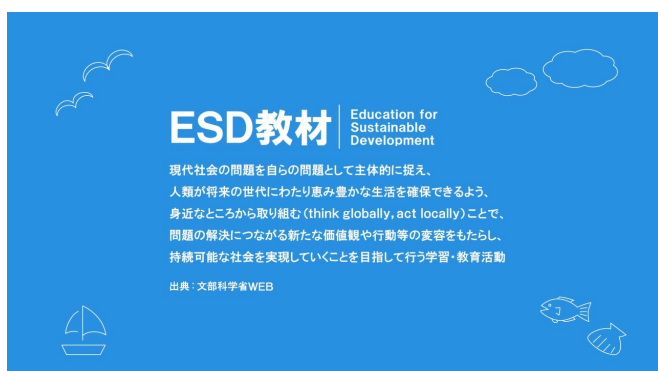 ESD教材
Education for
Sustainable
Development
現代社会の問題を自らの問題として主体的に捉え、
人類が将来の世代にわたり恵み豊かな生活を確保できるよう、
身近なところから取り組む（think globally，act locally）ことで、
問題の解決につながる新たな価値観や行動等の変容をもたらし、
持続可能な社会を実現していくことを目指して行う学習・教育活動
出典：文部科学省WEB